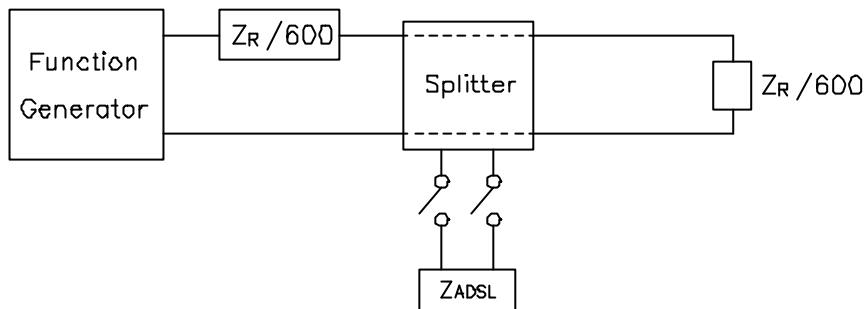 Function
Generator
ZR/600
Splitter
ZR/600
ZADSL